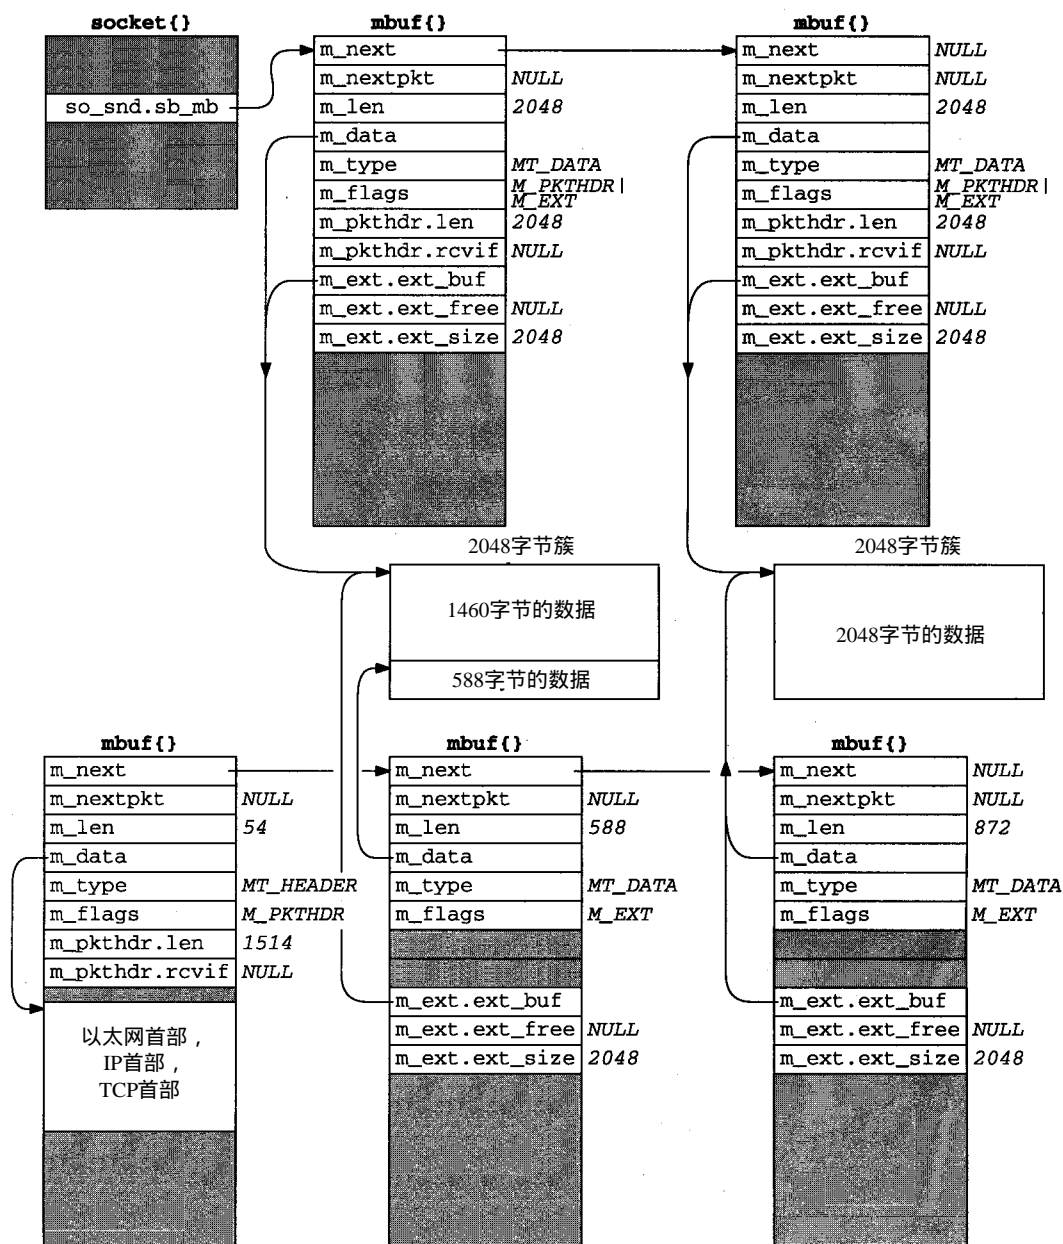 socket{}
so_snd.sb_mb
mbuf{}
m_next
m_nextpkt NULL
m_len 2048
m_data
m_type MT_DATA
m_flags M_PKTHDR|
M_EXT
m_pkthdr.len 2048
m_pkthdr.rcvif NULL
m_ext.ext_buf
m_ext.ext_free NULL
m_ext.ext_size 2048
mbuf{}
m_next NULL
m_nextpkt NULL
m_len 2048
m_data
m_type MT_DATA
m_flags M_PKTHDR|
M_EXT
m_pkthdr.len 2048
m_pkthdr.rcvif NULL
m_ext.ext_buf
m_ext.ext_free NULL
m_ext.ext_size 2048
2048字节簇
1460字节的数据
588字节的数据
2048字节簇
2048字节的数据
mbuf{}
m_next
m_nextpkt NULL
m_len 54
m_data
m_type MT_HEADER
m_flags M_PKTHDR
m_pkthdr.len 1514
m_pkthdr.rcvif NULL
以太网首部，
IP首部，
TCP首部
mbuf{}
m_next
m_nextpkt NULL
m_len 588
m_data
m_type MT_DATA
m_flags M_EXT
m_ext.ext_buf
m_ext.ext_free NULL
m_ext.ext_size 2048
mbuf{}
m_next NULL
m_nextpkt NULL
m_len 872
m_data
m_type MT_DATA
m_flags M_EXT
m_ext.ext_buf
m_ext.ext_free NULL
m_ext.ext_size 2048